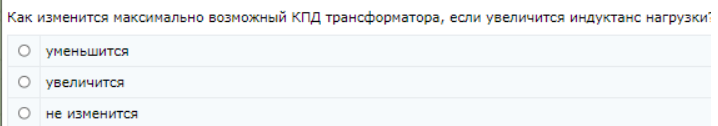 Как изменится максимально возможный КПД трансформатора, если увеличится индуктанс нагрузки?
уменьшится
увеличится
не изменится